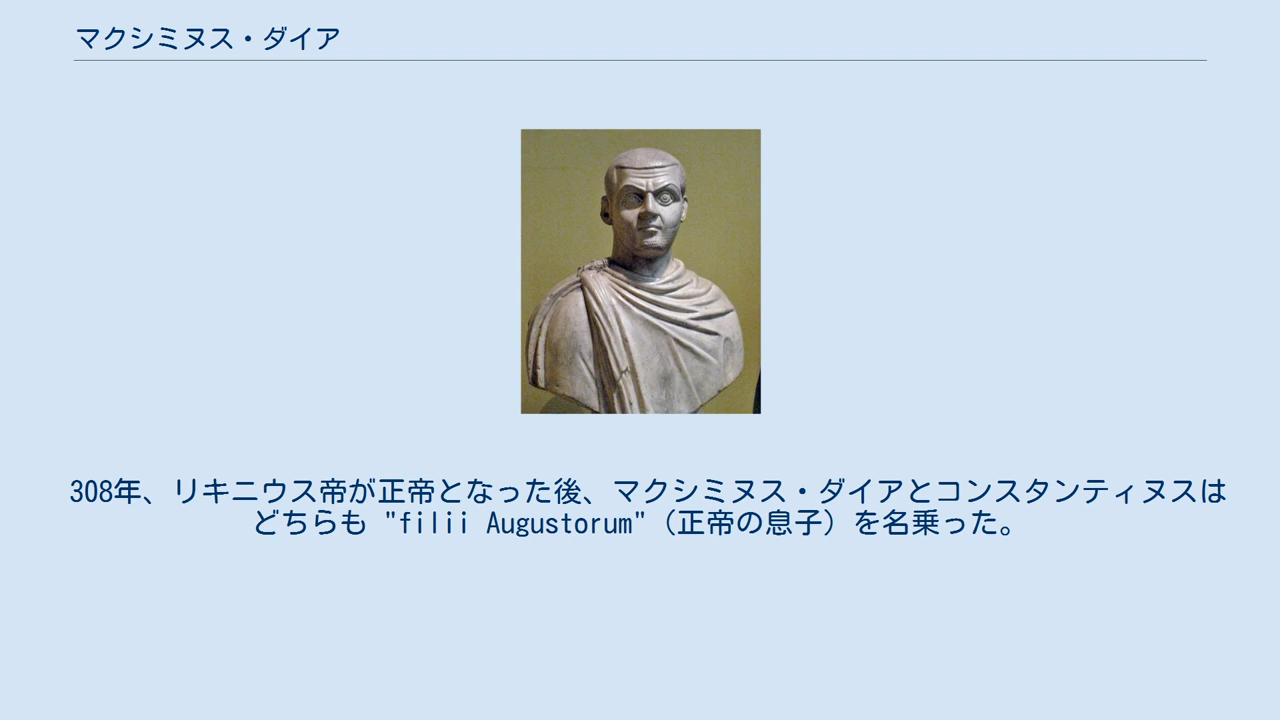 マクシミヌス・ダイア
308年、リキニウス帝が正帝となった後、マクシミヌス・ダイアとコンスタンティヌスは
どちらも "filii Augustorum"（正帝の息子）を名乗った。